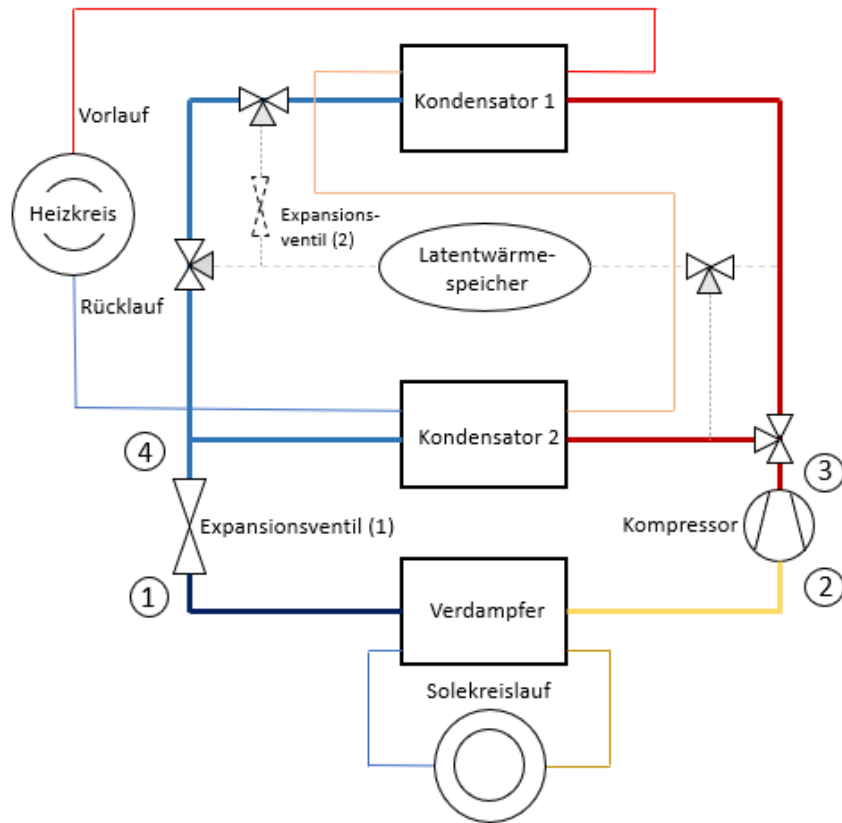 Kondensator 1
Vorlauf
Heizkreis
Expansions-
ventil (2)
Latentwärme-
speicher
Rücklauf
Kondensator 2
4
3
Expansionsventil (1)
Kompressor
1
2
Verdampfer
Solekreislauf